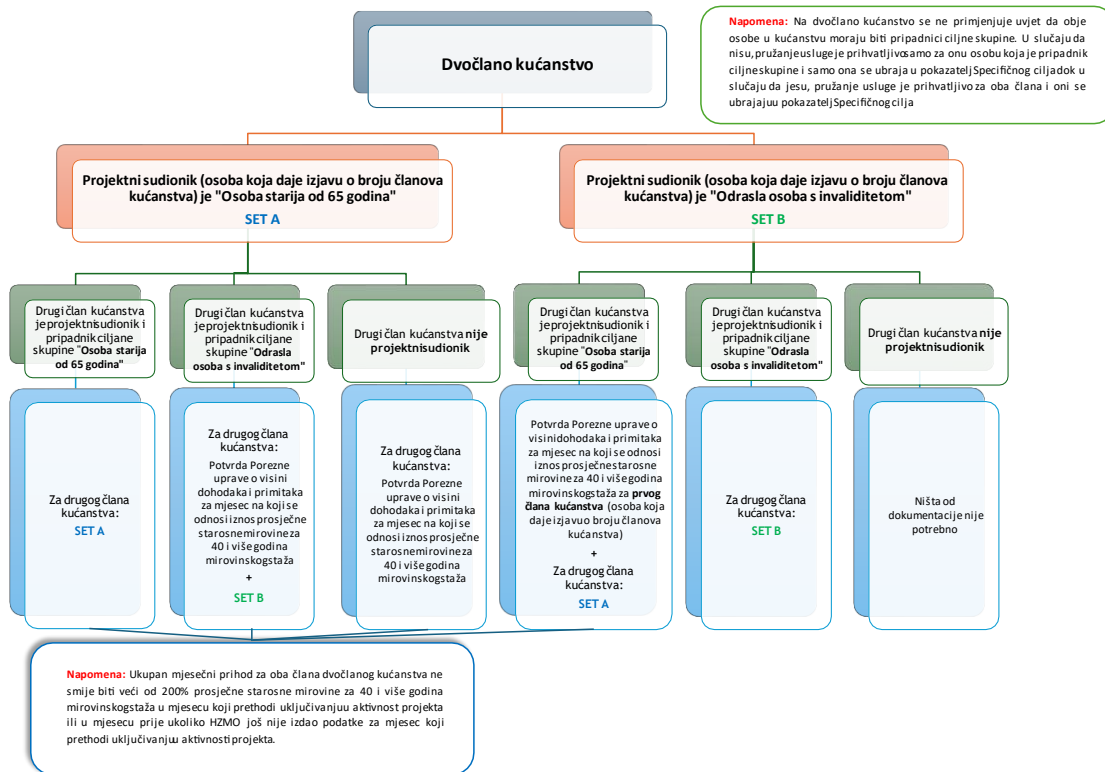 Dvočlano kućanstvo
Napomena: Na dvočlano kućanstvo se ne primjenjuje uvjet da obje
osobe u kućanstvu moraju biti pripadnici ciljne skupine. U slučaju da
nisu, pružanje usluge je prihvatljivo samo za onu osobu koja je pripadnik
ciljne skupine i samo ona se ubraja u pokazatelj Specifičnog cilja dok u
slučaju da jesu, pružanje usluge je prihvatljivo za oba člana i oni se
ubrajaju u pokazatelj Specifičnog cilja
Projektni sudionik (osoba koja daje izjavu o broju članova
kućanstva) je "Osoba starija od 65 godina"
SET A
Projektni sudionik (osoba koja daje izjavu o broju članova
kućanstva) je "Odrasla osoba s invaliditetom"
SET B
Drugi član kućanstva
je projektni sudionik i
pripadnik ciljane
skupine "Osoba starija
od 65 godina"
Drugi član kućanstva
je projektni sudionik i
pripadnik ciljane
skupine "Odrasla
osoba s invaliditetom"
Drugi član kućanstva nije
projektni sudionik
Drugi član kućanstva
je projektni sudionik i
pripadnik ciljane
skupine "Osoba starija
od 65 godina"
Drugi član kućanstva
je projektni sudionik i
pripadnik ciljane
skupine "Odrasla
osoba s invaliditetom"
Drugi član kućanstva nije
projektni sudionik
Za drugog člana
kućanstva:
SET A
Za drugog člana
kućanstva:
Potvrda Porezne
uprave o visini
dohodaka i primitaka
za mjesec na koji se
odnosi iznos prosječne
starosne mirovine za
40 i više godina
mirovinskog staža
+
SET B
Za drugog člana
kućanstva:
Potvrda Porezne
uprave o visini
dohodaka i primitaka
za mjesec na koji se
odnosi iznos prosječne
starosne mirovine za
40 i više godina
mirovinskog staža
Potvrda Porezne uprave o
visini dohodaka i primitaka
za mjesec na koji se odnosi
iznos prosječne starosne
mirovine za 40 i više godina
mirovinskog staža za prvog
člana kućanstva (osoba koja
daje izjavu o broju članova
kućanstva)
+
Za drugog člana
kućanstva:
SET A
Za drugog člana
kućanstva:
SET B
Ništa od
dokumentacije nije
potrebno
Napomena: Ukupan mjesečni prihod za oba člana dvočlanog kućanstva ne
smije biti veći od 200% prosječne starosne mirovine za 40 i više godina
mirovinskog staža u mjesecu koji prethodi uključivanju u aktivnost projekta
ili u mjesecu prije ukoliko HZMO još nije izdao podatke za mjesec koji
prethodi uključivanju u aktivnosti projekta.